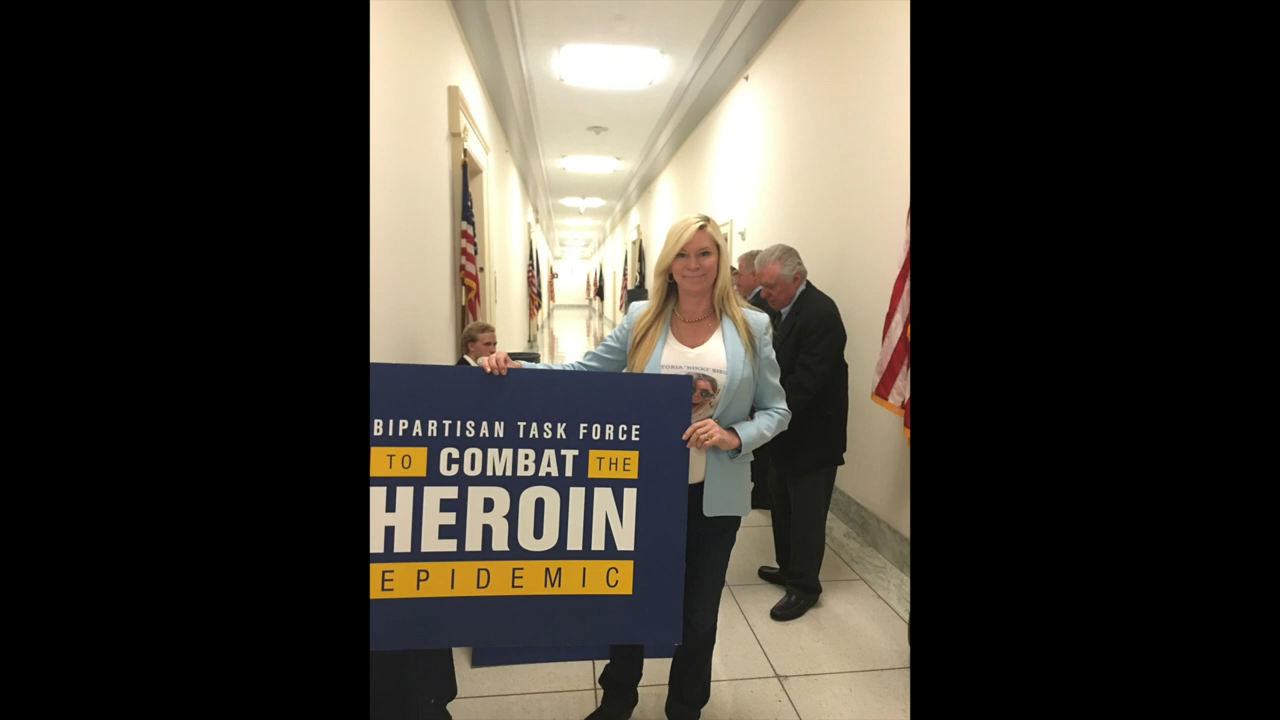 BIPARTISAN TASK FORCE
TO COMBAT THE
HEROIN
EPIDEMIC